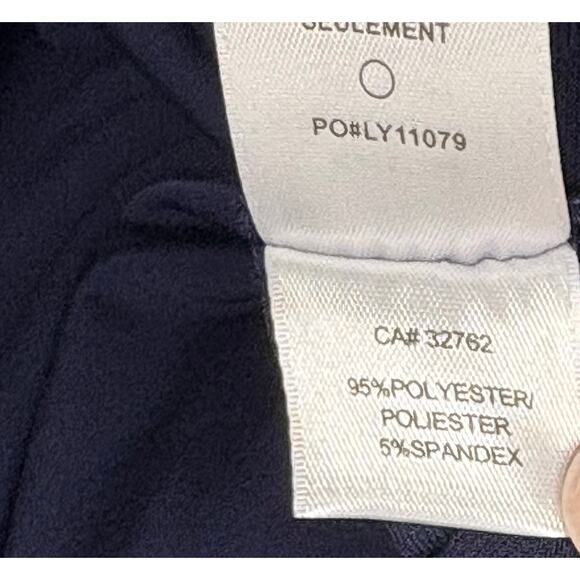 SEULEMENT
PO#LY11079
CA# 32762
95%POLYESTER/
POLIESTER
5%SPANDEX